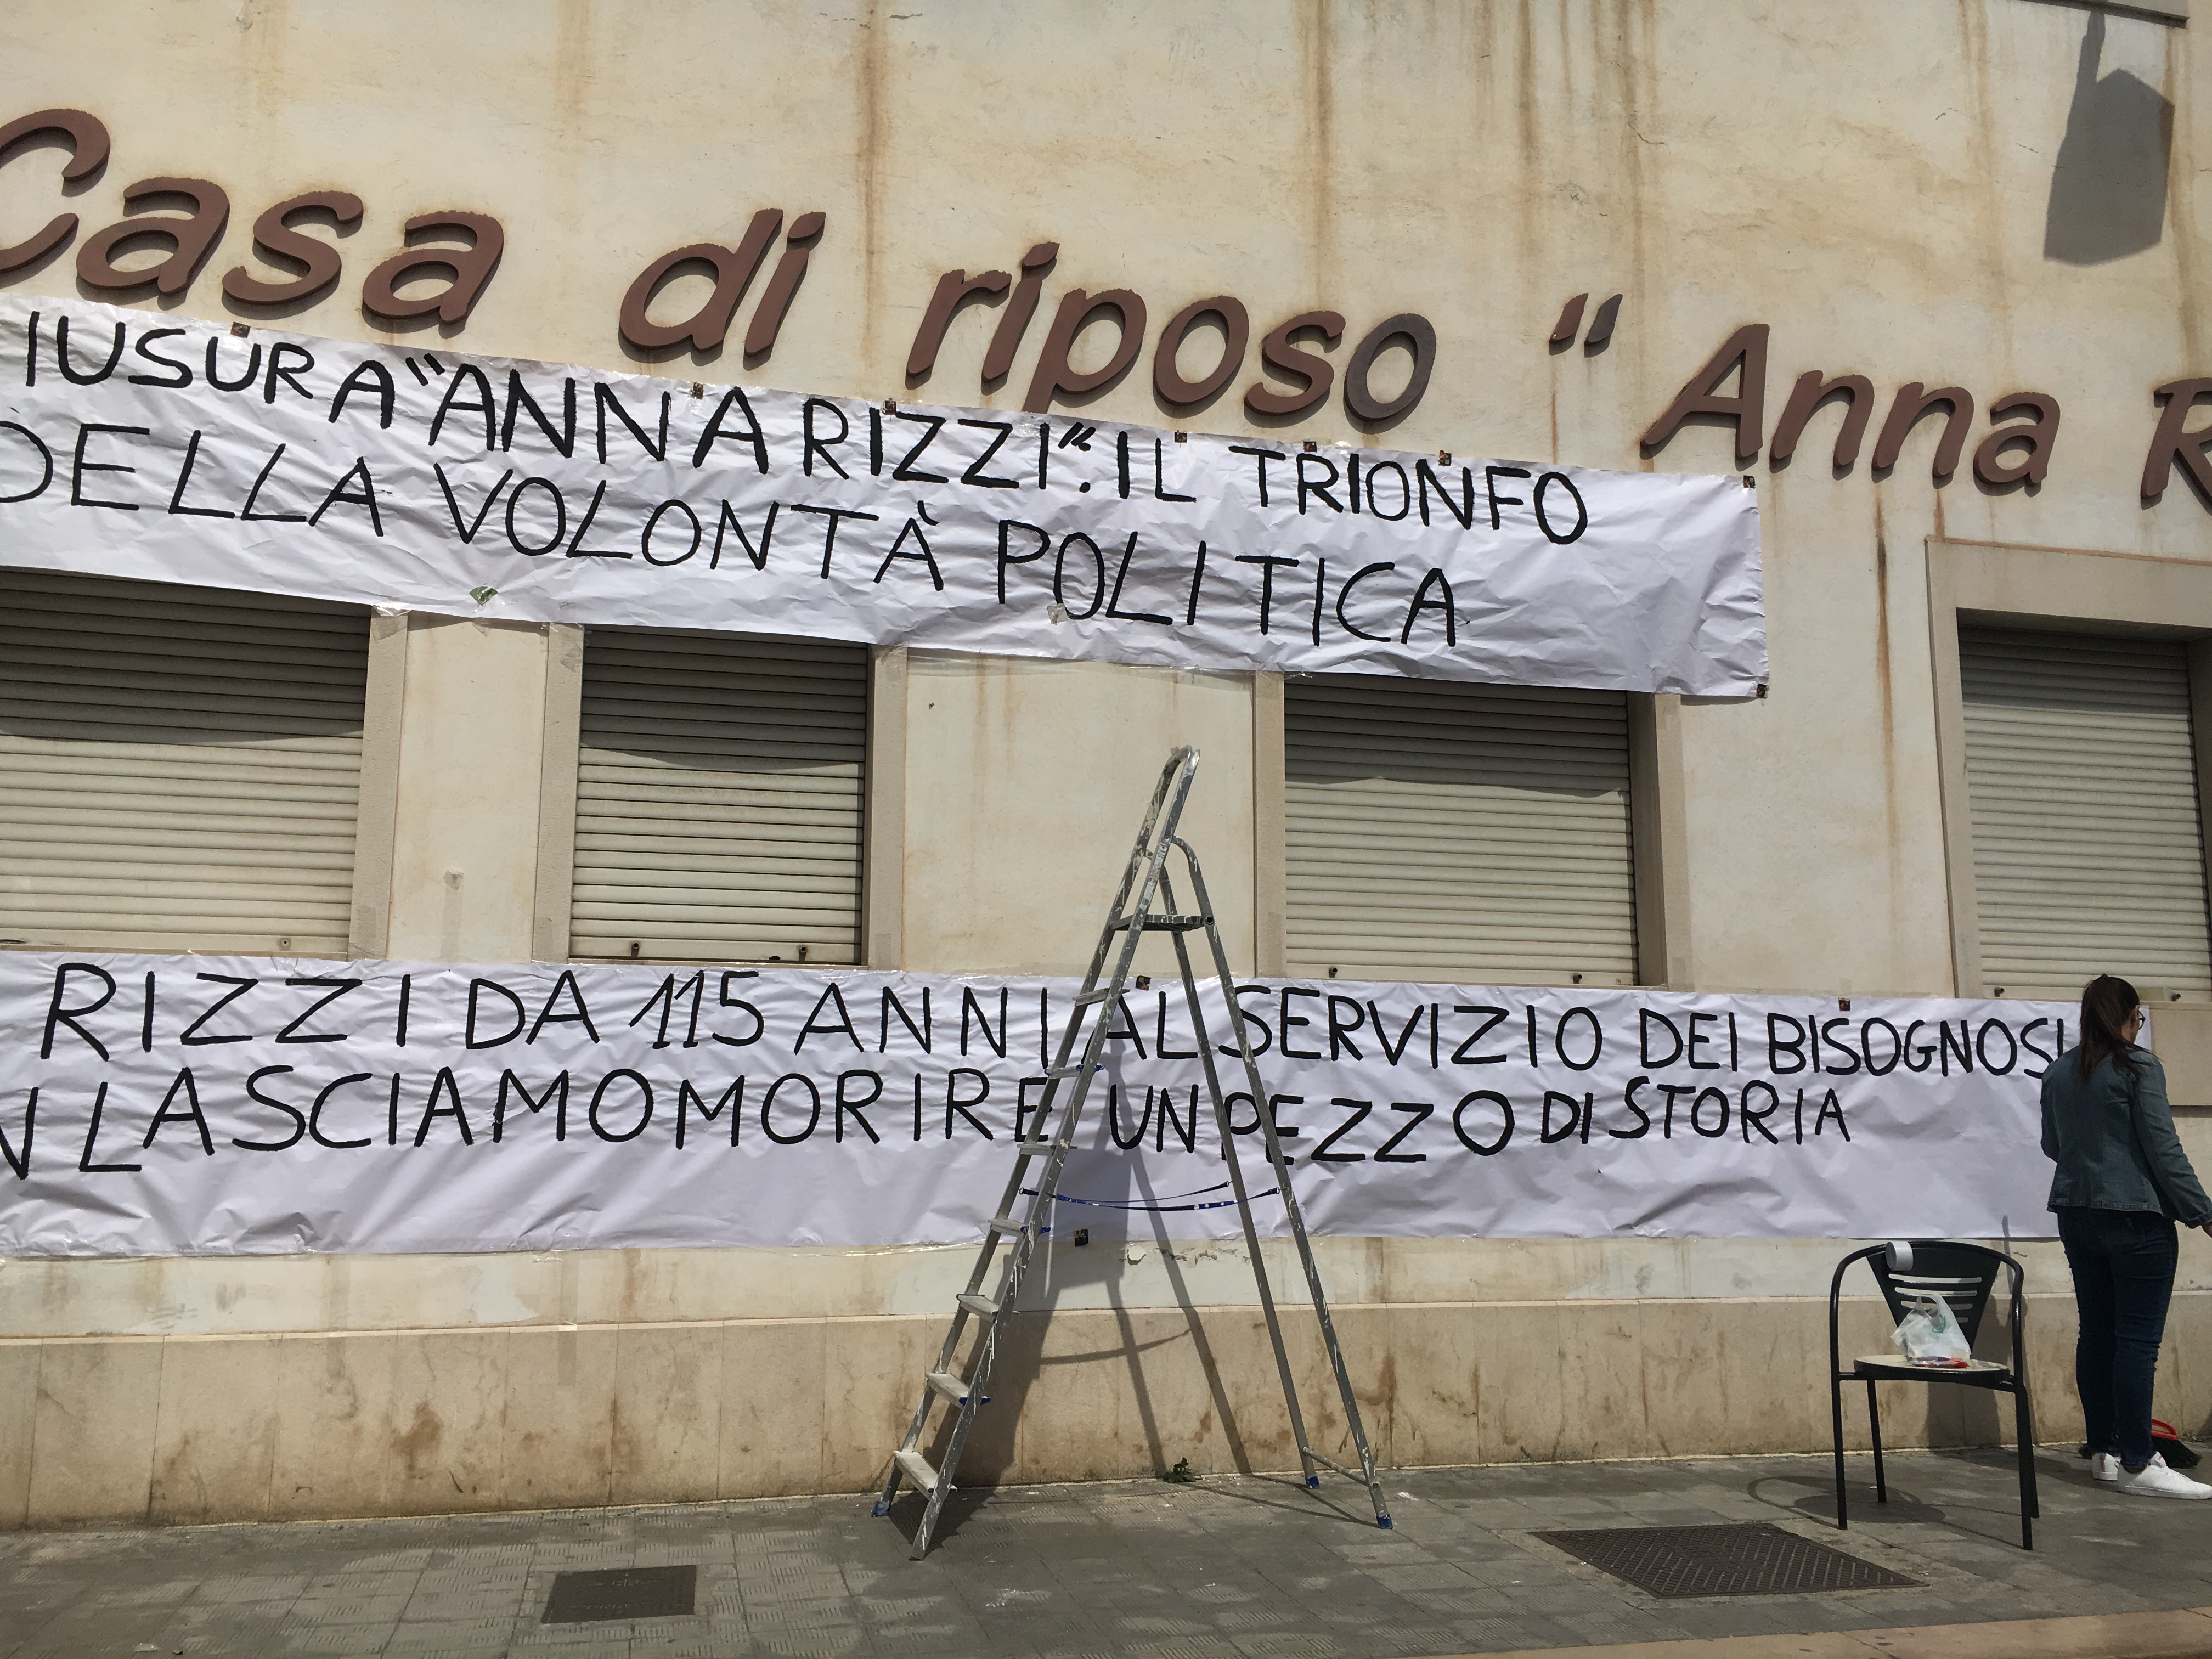 Casa di riposo "Anna R
IUSURA "ANNA RIZZI". IL TRIONFO
DELLA VOLONTÀ POLITICA
RIZZI DA 115 ANNI AL SERVIZIO DEI BISOGNOSI
N LASCIAMO MORIRE UN PEZZO DI STORIA